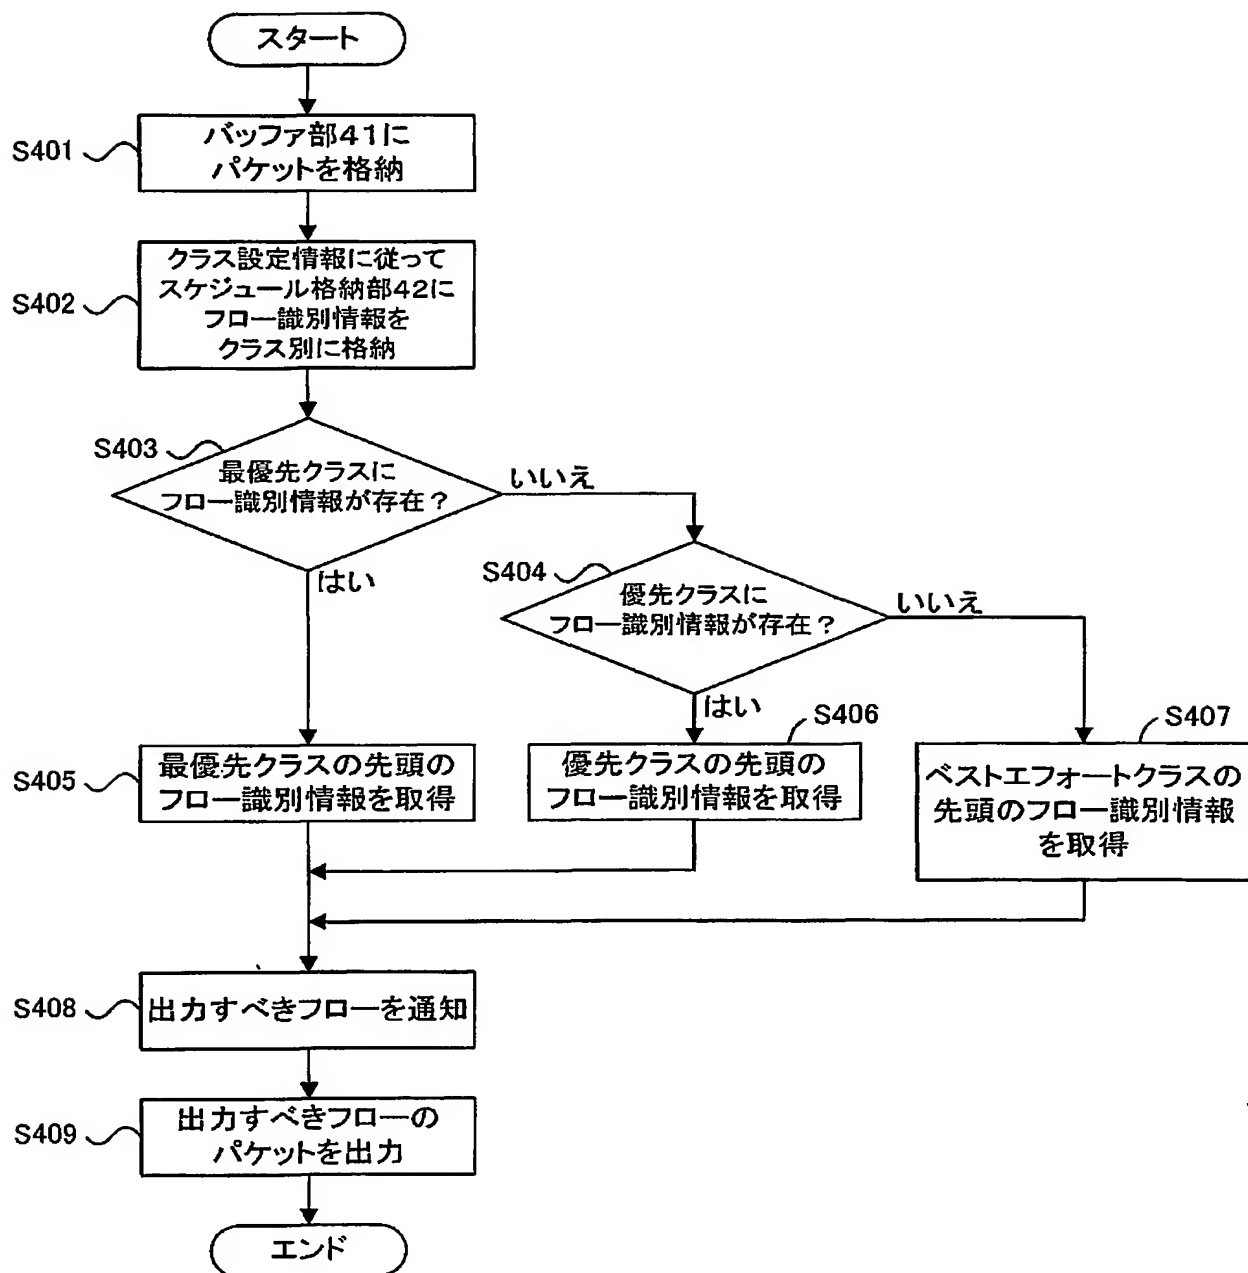 スタート
S401
バッファ部41に
パケットを格納
S402
クラス設定情報に従って
スケジュール格納部42に
フロー識別情報を
クラス別に格納
S403
最優先クラスに
フロー識別情報が存在？
いいえ
はい
S404
優先クラスに
フロー識別情報が存在？
いいえ
はい
S405
最優先クラスの先頭の
フロー識別情報を取得
S406
優先クラスの先頭の
フロー識別情報を取得
S407
ベストエフォートクラスの
先頭のフロー識別情報
を取得
S408
出力すべきフローを通知
S409
出力すべきフローの
パケットを出力
エンド